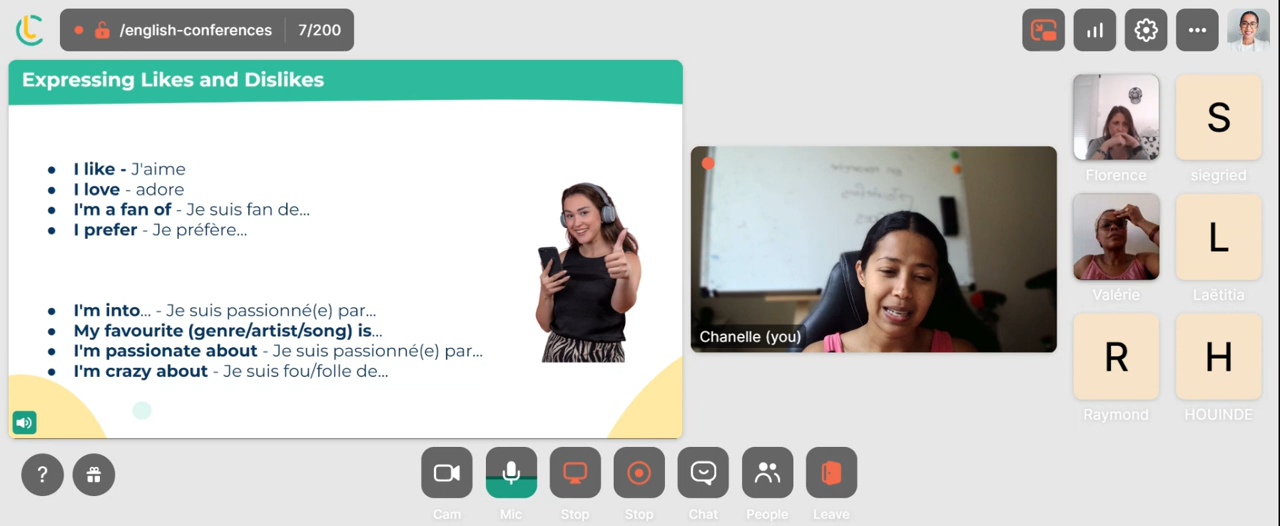 /english-conferences 7/200
Expressing Likes and Dislikes
I like - J'aime
I love - adore
I'm a fan of - Je suis fan de...
I prefer - Je préfère...
I'm into... - Je suis passionné(e) par...
My favourite (genre/artist/song) is...
I'm passionate about - Je suis passionné(e) par...
I'm crazy about - Je suis fou/folle de...
Chanelle (you)
Florence
S
siegried
Valérie
L
Laëtitia
R
Raymond
H
HOUINDE
?
Cam
Mic
Stop
Stop
Chat
People
Leave